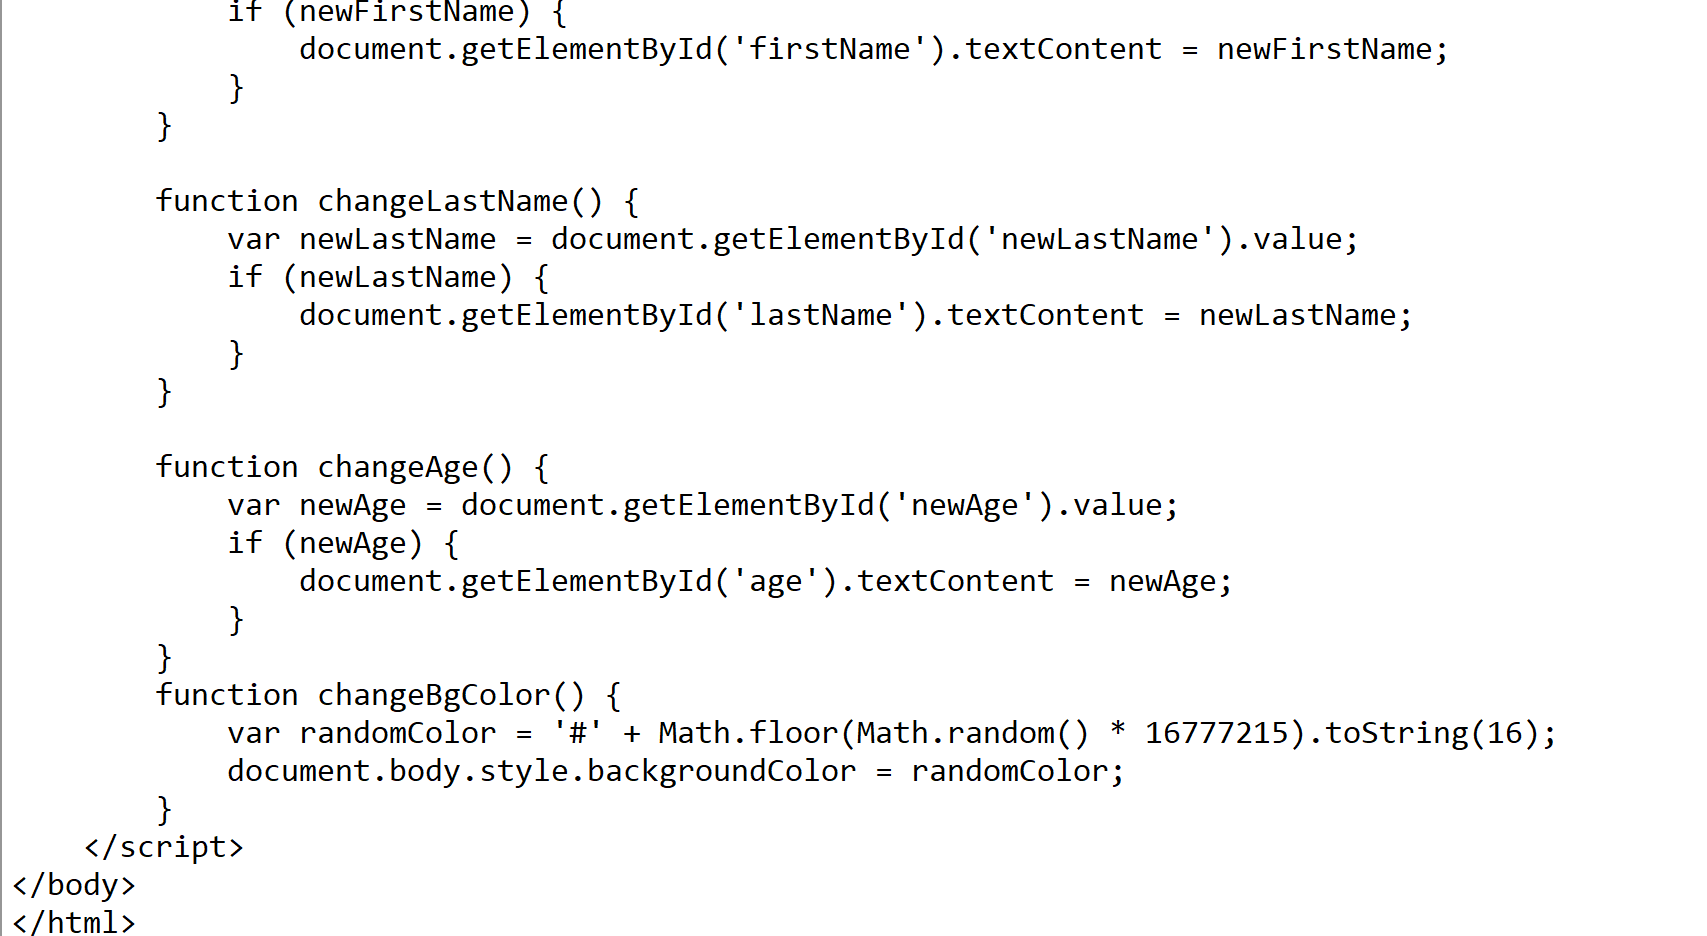 if (newFirstName) {
document.getElementById('firstName').textContent = newFirstName;
}
}
function changeLastName() {
var newLastName = document.getElementById('newLastName').value;
if (newLastName) {
document.getElementById('lastName').textContent = newLastName;
}
}
function changeAge() {
var newAge = document.getElementById('newAge').value;
if (newAge) {
document.getElementById('age').textContent = newAge;
}
}
function changeBgColor() {
var randomColor = '#' + Math.floor(Math.random() * 16777215).toString(16);
document.body.style.backgroundColor = randomColor;
}
</script>
</body>
</html>